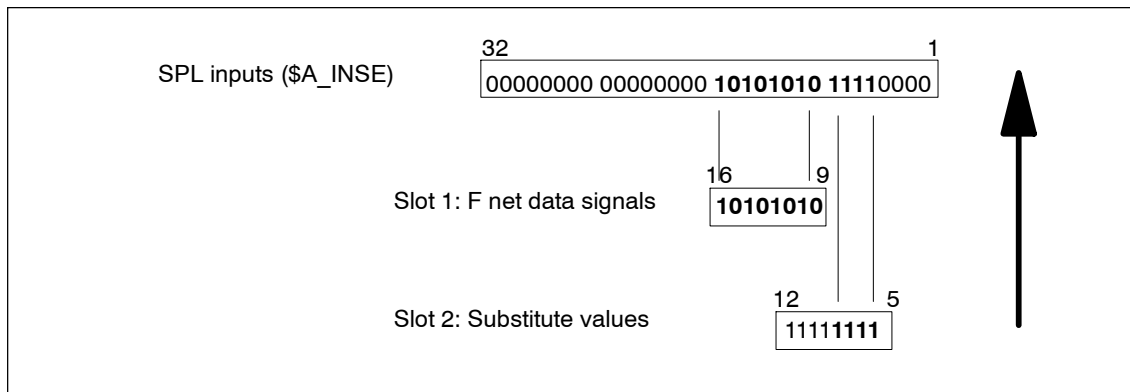 32 1
SPL inputs ($A_INSE)
00000000 00000000 10101010 11110000
16 9
Slot 1: F net data signals
10101010
12 5
Slot 2: Substitute values
11111111